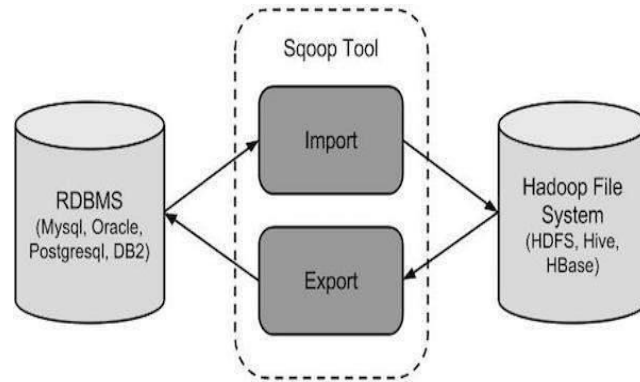 Sqoop Tool
Import
Export
RDBMS
(Mysql, Oracle,
Postgresql, DB2)
Hadoop File
System
(HDFS, Hive,
HBase)